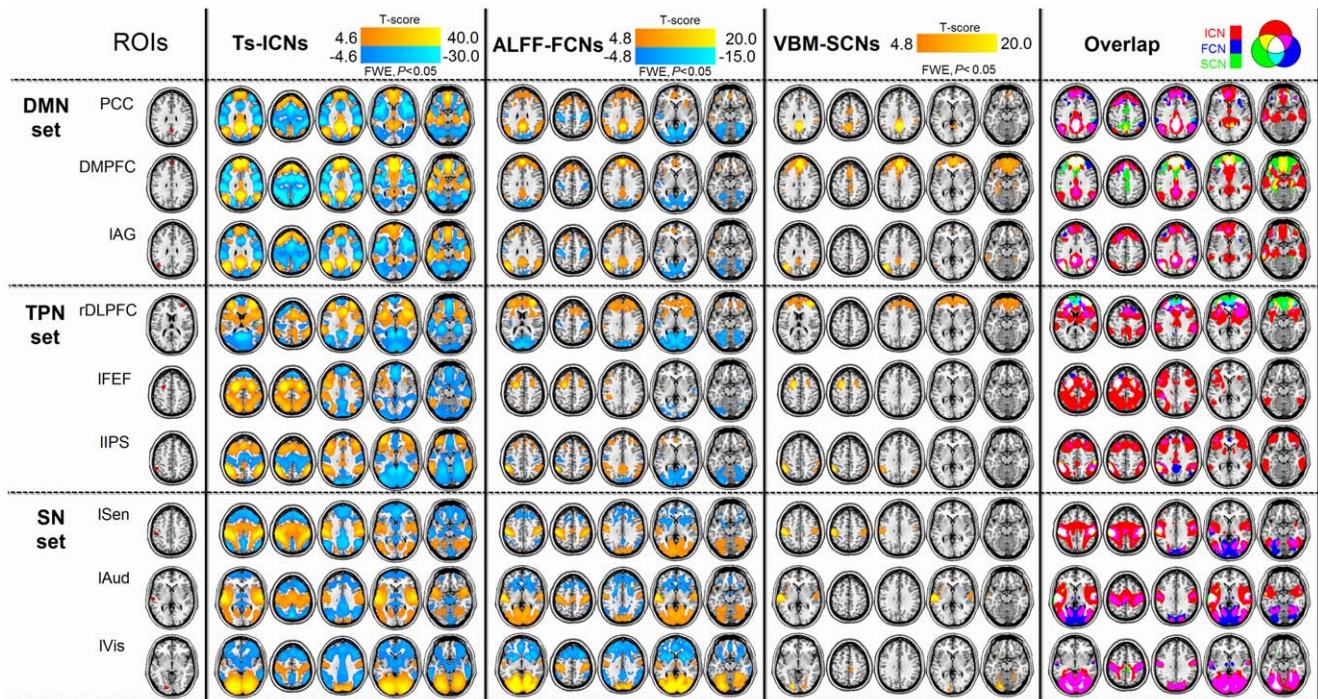 ROIs
Ts-ICNs
T-score
4.6 40.0
-4.6 -30.0
FWE, P<0.05
ALFF-FCNs
T-score
4.8 20.0
-4.8 -15.0
FWE, P<0.05
VBM-SCNs
T-score
4.8 20.0
FWE, P< 0.05
Overlap
ICN
FCN
SCN
DMN
set
PCC
DMPFC
lAG
TPN
set
rDLPFC
lFEF
lIPS
SN
set
lSen
lAud
lVis